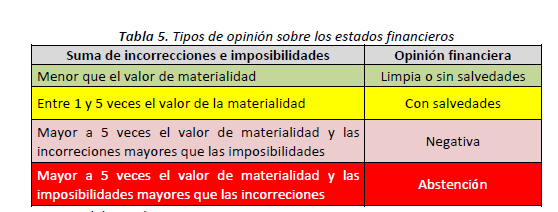 Tabla 5. Tipos de opinión sobre los estados financieros
Suma de incorrecciones e imposibilidades Opinión financiera
Menor que el valor de materialidad Limpia o sin salvedades
Entre 1 y 5 veces el valor de la materialidad Con salvedades
Mayor a 5 veces el valor de materialidad y las
incorreciones mayores que las imposibilidades Negativa
Mayor a 5 veces el valor de materialidad y las
imposibilidades mayores que las incorreciones Abstención